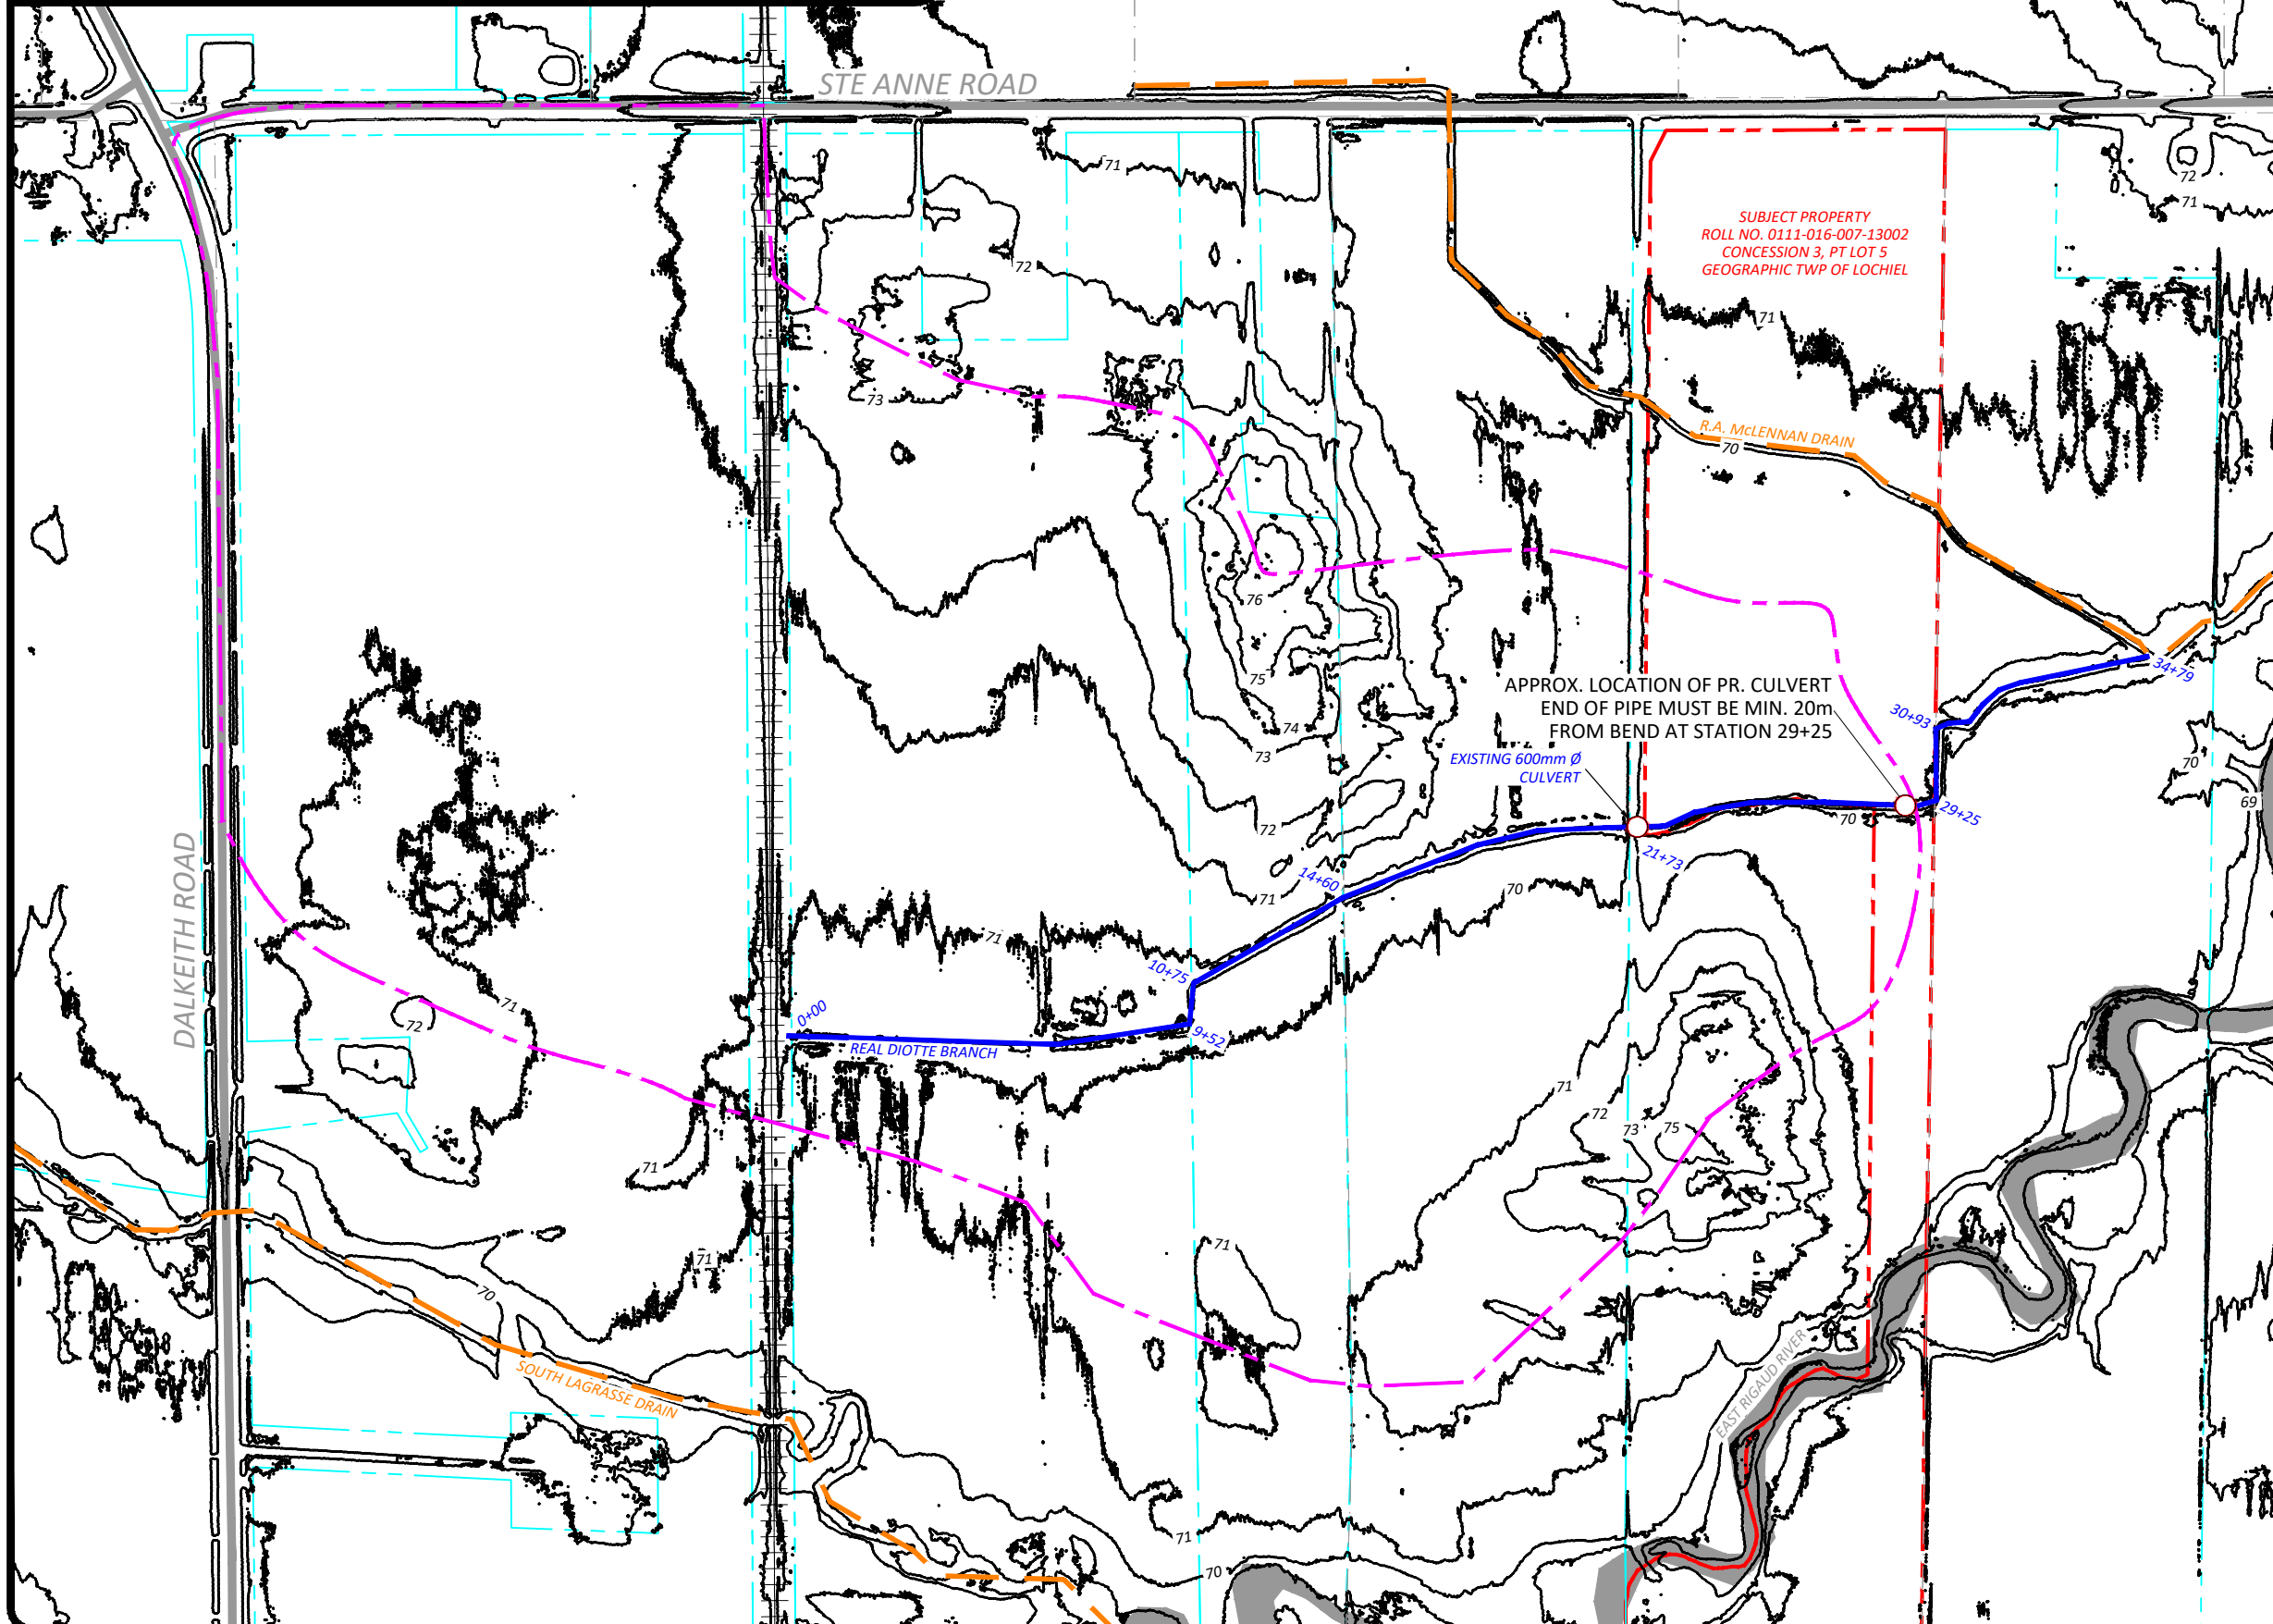 STE ANNE ROAD
71
72
71
SUBJECT PROPERTY
ROLL NO. 0111-016-007-13002
CONCESSION 3, PT LOT 5
GEOGRAPHIC TWP OF LOCHIEL
72
71
73
R.A. McLENNAN DRAIN
70
76
75
34+79
APPROX. LOCATION OF PR. CULVERT
END OF PIPE MUST BE MIN. 20m
FROM BEND AT STATION 29+25
30+93
74
73
EXISTING 600mm Ø
CULVERT
70
69
72
70
29+25
DALKEITH ROAD
21+73
14+60
70
71
71
10+75
71
0+00
72
9+52
REAL DIOTTE BRANCH
71
72
73
75
71
71
71
70
SOUTH LAGRASSE DRAIN
EAST RIGAUD RIVER
71
70